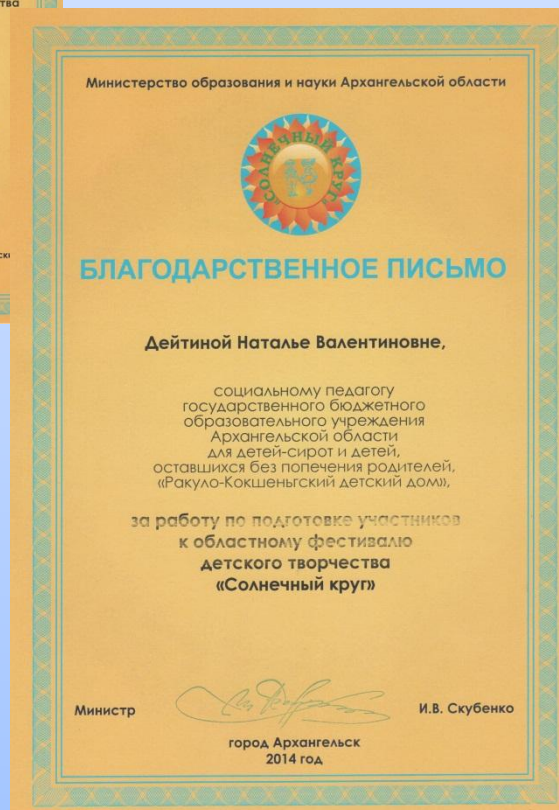 тва
ск
Министерство образования и науки Архангельской области
«СОЛНЕЧНЫЙ КРУГ»
БЛАГОДАРСТВЕННОЕ ПИСЬМО
Дейтиной Наталье Валентиновне,
социальному педагогу
государственного бюджетного
образовательного учреждения
Архангельской области
для детей-сирот и детей,
оставшихся без попечения родителей,
«Ракуло-Кокшеньгский детский дом»,
за работу по подготовке участников
к областному фестивалю
детского творчества
«Солнечный круг»
Министр
И.В. Скубенко
город Архангельск
2014 год